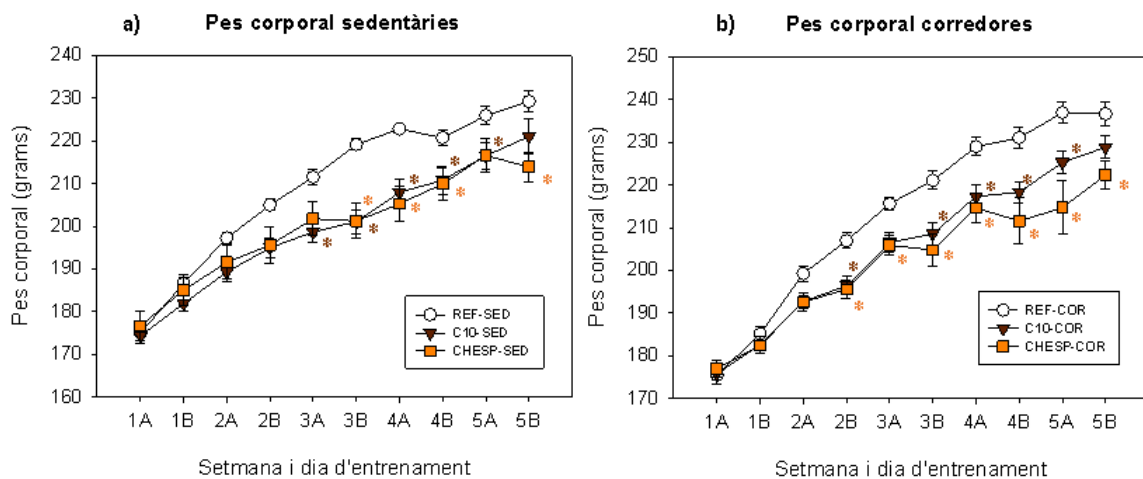 a) Pes corporal sedentàries
240
230
220
210
200
190
180
170
160
Pes corporal (grams)
*
*
*
*
*
*
*
*
*
REF-SED
C10-SED
CHESP-SED
1A 1B 2A 2B 3A 3B 4A 4B 5A 5B
Setmana i dia d'entrenament
b) Pes corporal corredores
250
240
230
220
210
200
190
180
170
Pes corporal (grams)
*
*
*
*
*
*
*
*
*
*
*
*
REF-COR
C10-COR
CHESP-COR
1A 1B 2A 2B 3A 3B 4A 4B 5A 5B
Setmana i dia d'entrenament